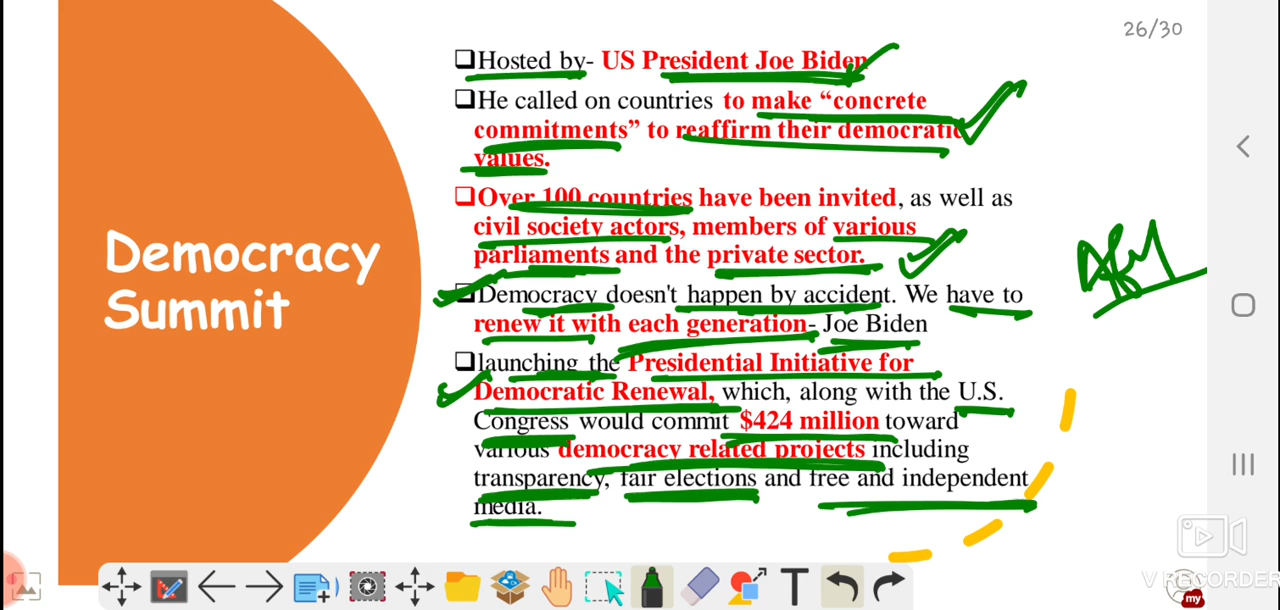 26/30
Democracy
Summit
❑Hosted by- US President Joe Biden
❑He called on countries to make “concrete
commitments” to reaffirm their democratic
values.
❑Over 100 countries have been invited, as well as
civil society actors, members of various
parliaments and the private sector.
❑Democracy doesn't happen by accident. We have to
renew it with each generation- Joe Biden
❑launching the Presidential Initiative for
Democratic Renewal, which, along with the U.S.
Congress would commit $424 million toward
various democracy related projects including
transparency, fair elections and free and independent
media.
T
V RECORDER
my